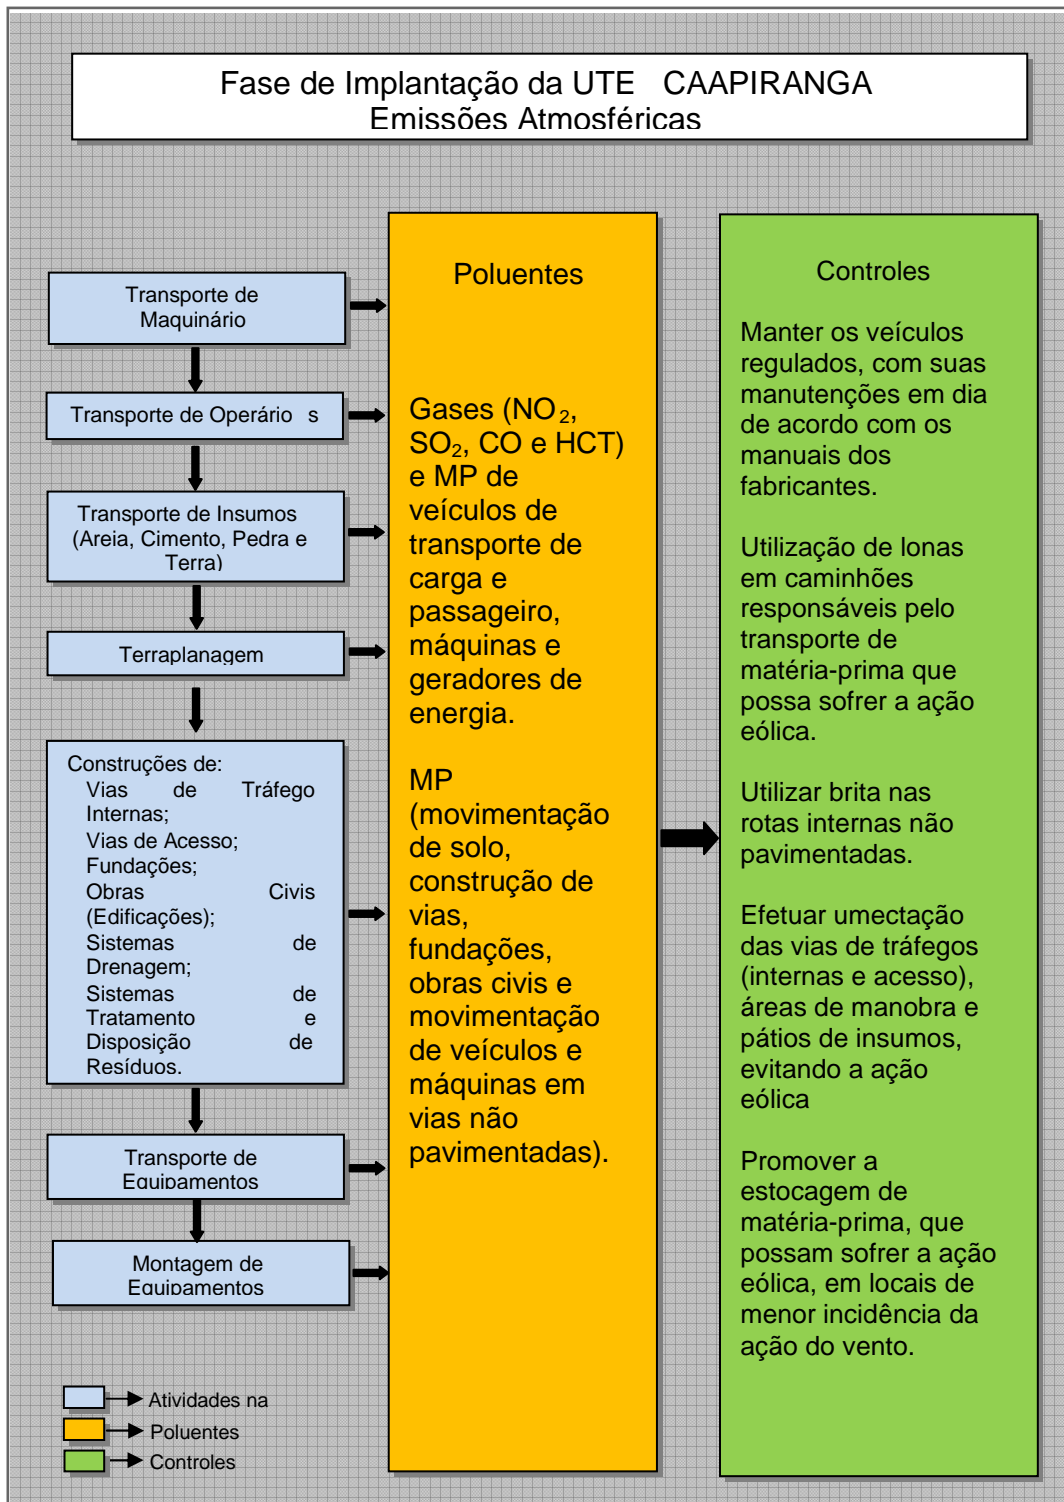 Fase de Implantação da UTE CAAPIRANGA
Emissões Atmosféricas
Transporte de
Maquinário
Transporte de Operário s
Transporte de Insumos
(Areia, Cimento, Pedra e
Terra)
Terraplanagem
Construções de:
Vias de Tráfego
Internas;
Vias de Acesso;
Fundações;
Obras Civis
(Edificações);
Sistemas de
Drenagem;
Sistemas de
Tratamento e
Disposição de
Resíduos.
Transporte de
Equipamentos
Montagem de
Equipamentos
Poluentes
Gases (NO₂,
SO₂, CO e HCT)
e MP de
veículos de
transporte de
carga e
passageiro,
máquinas e
geradores de
energia.
MP
(movimentação
de solo,
construção de
vias,
fundações,
obras civis e
movimentação
de veículos e
máquinas em
vias não
pavimentadas).
Controles
Manter os veículos
regulados, com suas
manutenções em dia
de acordo com os
manuais dos
fabricantes.
Utilização de lonas
em caminhões
responsáveis pelo
transporte de
matéria-prima que
possa sofrer a ação
eólica.
Utilizar brita nas
rotas internas não
pavimentadas.
Efetuar umectação
das vias de tráfegos
(internas e acesso),
áreas de manobra e
pátios de insumos,
evitando a ação
eólica
Promover a
estocagem de
matéria-prima, que
possam sofrer a ação
eólica, em locais de
menor incidência da
ação do vento.
Atividades na
Poluentes
Controles